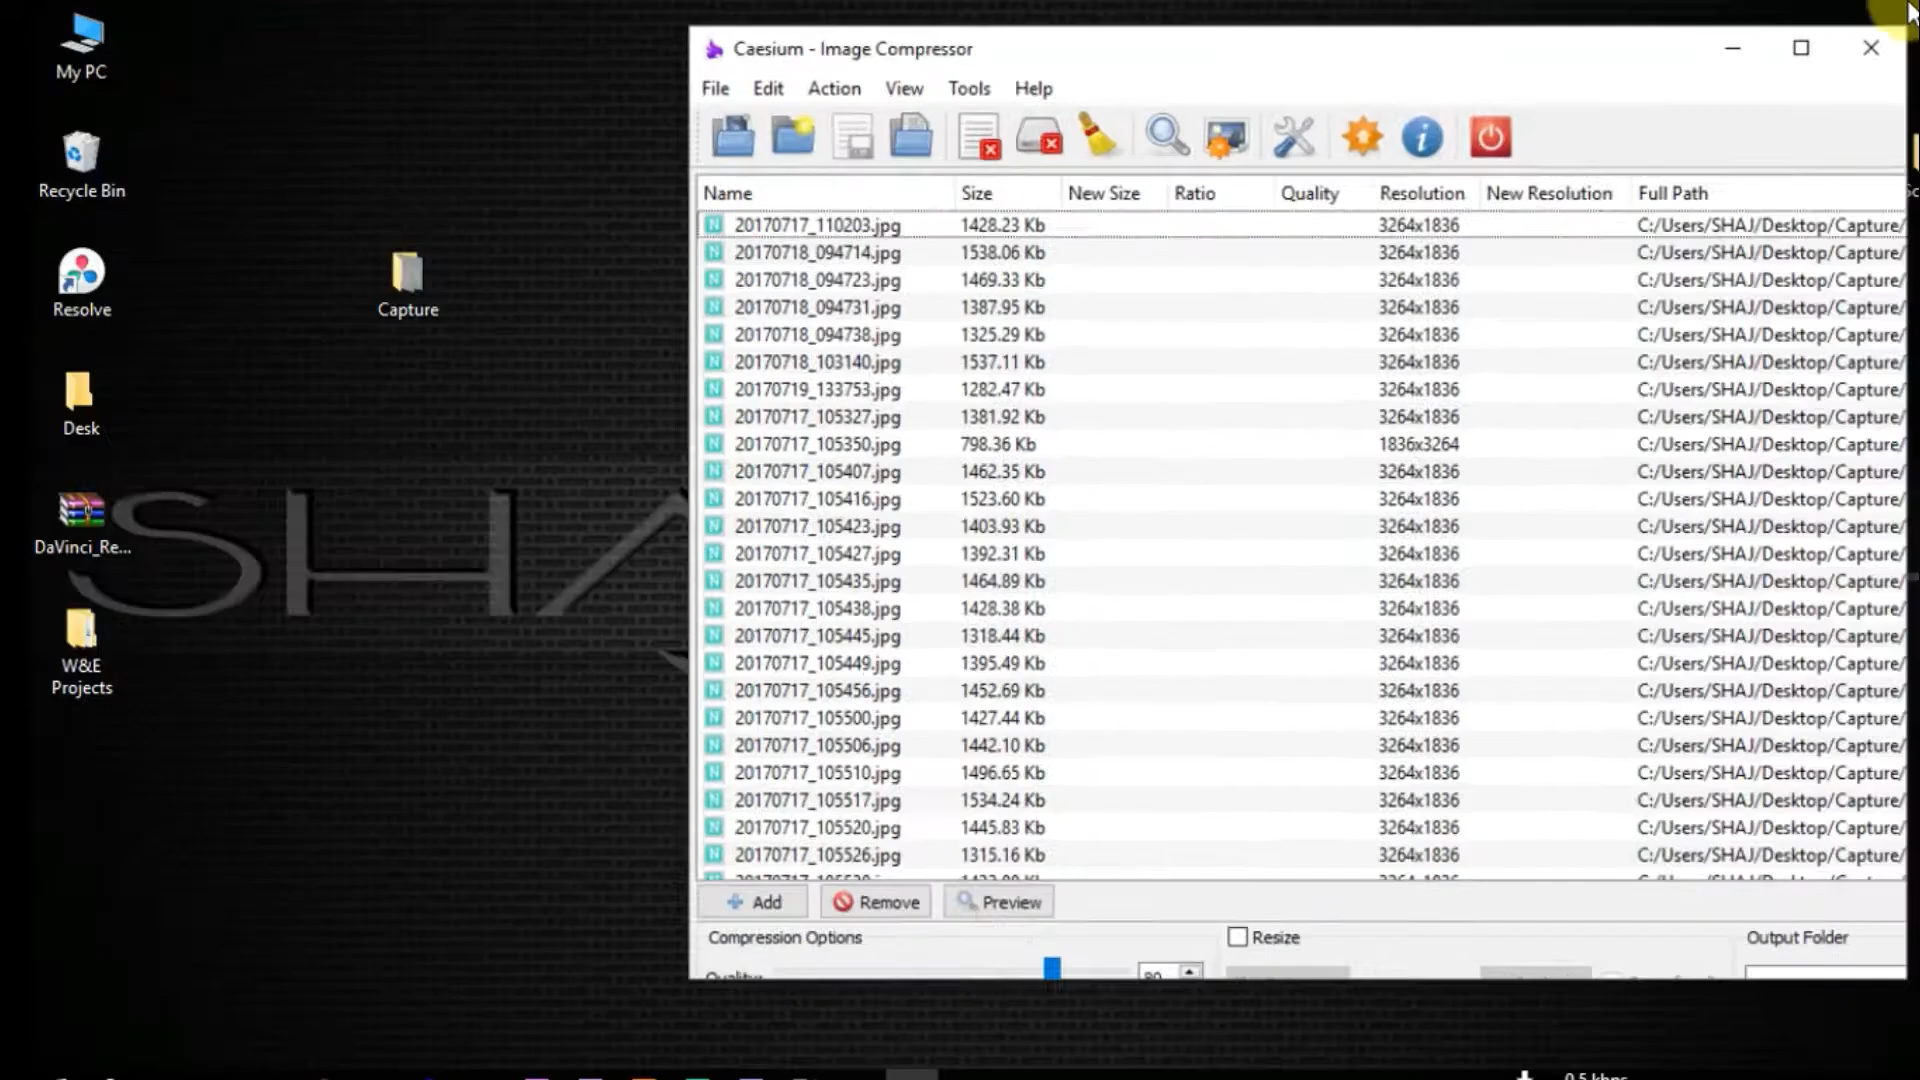 My PC
Recycle Bin
Resolve
Desk
DaVinci_Re...
W&E
Projects
Capture
SHA
Caesium - Image Compressor
File Edit Action View Tools Help
Name Size New Size Ratio Quality Resolution New Resolution Full Path
20170717_110203.jpg 1428.23 Kb 3264x1836 C:/Users/SHAJ/Desktop/Capture/
20170718_094714.jpg 1538.06 Kb 3264x1836 C:/Users/SHAJ/Desktop/Capture/
20170718_094723.jpg 1469.33 Kb 3264x1836 C:/Users/SHAJ/Desktop/Capture/
20170718_094731.jpg 1387.95 Kb 3264x1836 C:/Users/SHAJ/Desktop/Capture/
20170718_094738.jpg 1325.29 Kb 3264x1836 C:/Users/SHAJ/Desktop/Capture/
20170718_103140.jpg 1537.11 Kb 3264x1836 C:/Users/SHAJ/Desktop/Capture/
20170719_133753.jpg 1282.47 Kb 3264x1836 C:/Users/SHAJ/Desktop/Capture/
20170717_105327.jpg 1381.92 Kb 3264x1836 C:/Users/SHAJ/Desktop/Capture/
20170717_105350.jpg 798.36 Kb 1836x3264 C:/Users/SHAJ/Desktop/Capture/
20170717_105407.jpg 1462.35 Kb 3264x1836 C:/Users/SHAJ/Desktop/Capture/
20170717_105416.jpg 1523.60 Kb 3264x1836 C:/Users/SHAJ/Desktop/Capture/
20170717_105423.jpg 1403.93 Kb 3264x1836 C:/Users/SHAJ/Desktop/Capture/
20170717_105427.jpg 1392.31 Kb 3264x1836 C:/Users/SHAJ/Desktop/Capture/
20170717_105435.jpg 1464.89 Kb 3264x1836 C:/Users/SHAJ/Desktop/Capture/
20170717_105438.jpg 1428.38 Kb 3264x1836 C:/Users/SHAJ/Desktop/Capture/
20170717_105445.jpg 1318.44 Kb 3264x1836 C:/Users/SHAJ/Desktop/Capture/
20170717_105449.jpg 1395.49 Kb 3264x1836 C:/Users/SHAJ/Desktop/Capture/
20170717_105456.jpg 1452.69 Kb 3264x1836 C:/Users/SHAJ/Desktop/Capture/
20170717_105500.jpg 1427.44 Kb 3264x1836 C:/Users/SHAJ/Desktop/Capture/
20170717_105506.jpg 1442.10 Kb 3264x1836 C:/Users/SHAJ/Desktop/Capture/
20170717_105510.jpg 1496.65 Kb 3264x1836 C:/Users/SHAJ/Desktop/Capture/
20170717_105517.jpg 1534.24 Kb 3264x1836 C:/Users/SHAJ/Desktop/Capture/
20170717_105520.jpg 1445.83 Kb 3264x1836 C:/Users/SHAJ/Desktop/Capture/
20170717_105526.jpg 1315.16 Kb 3264x1836 C:/Users/SHAJ/Desktop/Capture/
Add Remove Preview
Compression Options Resize Output Folder
Quality: 80
0.5 kbps